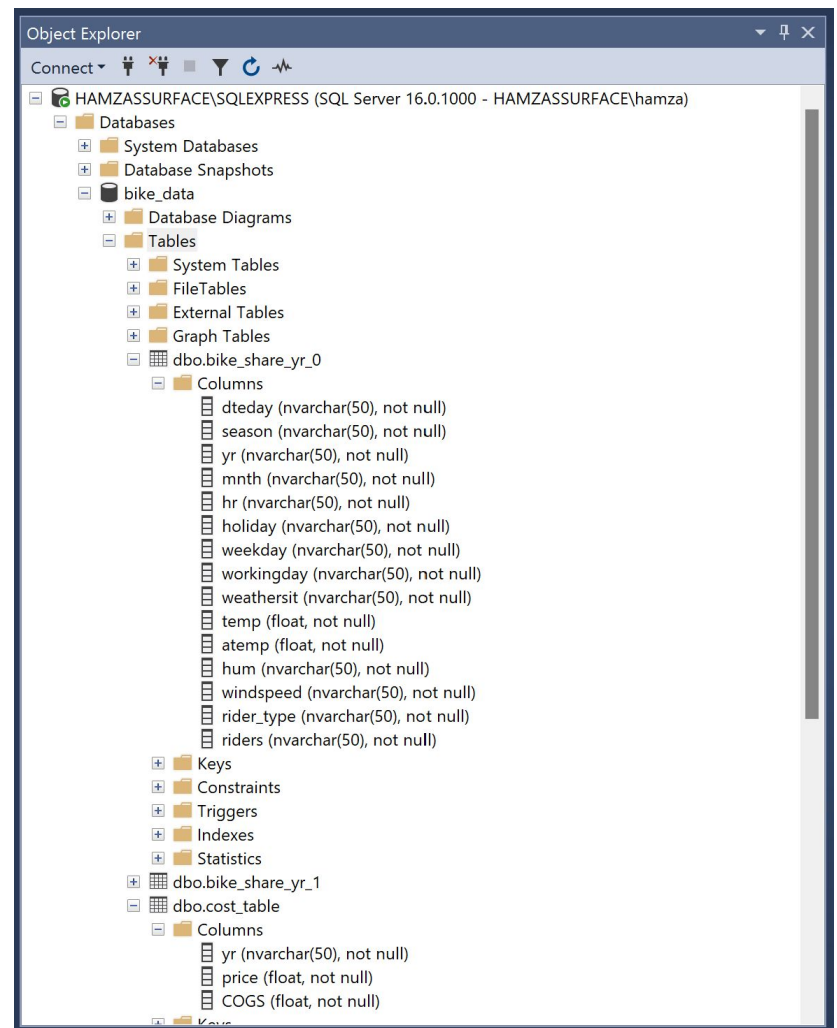 Object Explorer
Connect
HAMZASSURFACE\SQLEXPRESS (SQL Server 16.0.1000 - HAMZASSURFACE\hamza)
Databases
System Databases
Database Snapshots
bike_data
Database Diagrams
Tables
System Tables
FileTables
External Tables
Graph Tables
dbo.bike_share_yr_0
Columns
dteday (nvarchar(50), not null)
season (nvarchar(50), not null)
yr (nvarchar(50), not null)
mnth (nvarchar(50), not null)
hr (nvarchar(50), not null)
holiday (nvarchar(50), not null)
weekday (nvarchar(50), not null)
workingday (nvarchar(50), not null)
weathersit (nvarchar(50), not null)
temp (float, not null)
atemp (float, not null)
hum (nvarchar(50), not null)
windspeed (nvarchar(50), not null)
rider_type (nvarchar(50), not null)
riders (nvarchar(50), not null)
Keys
Constraints
Triggers
Indexes
Statistics
dbo.bike_share_yr_1
dbo.cost_table
Columns
yr (nvarchar(50), not null)
price (float, not null)
COGS (float, not null)
Keys